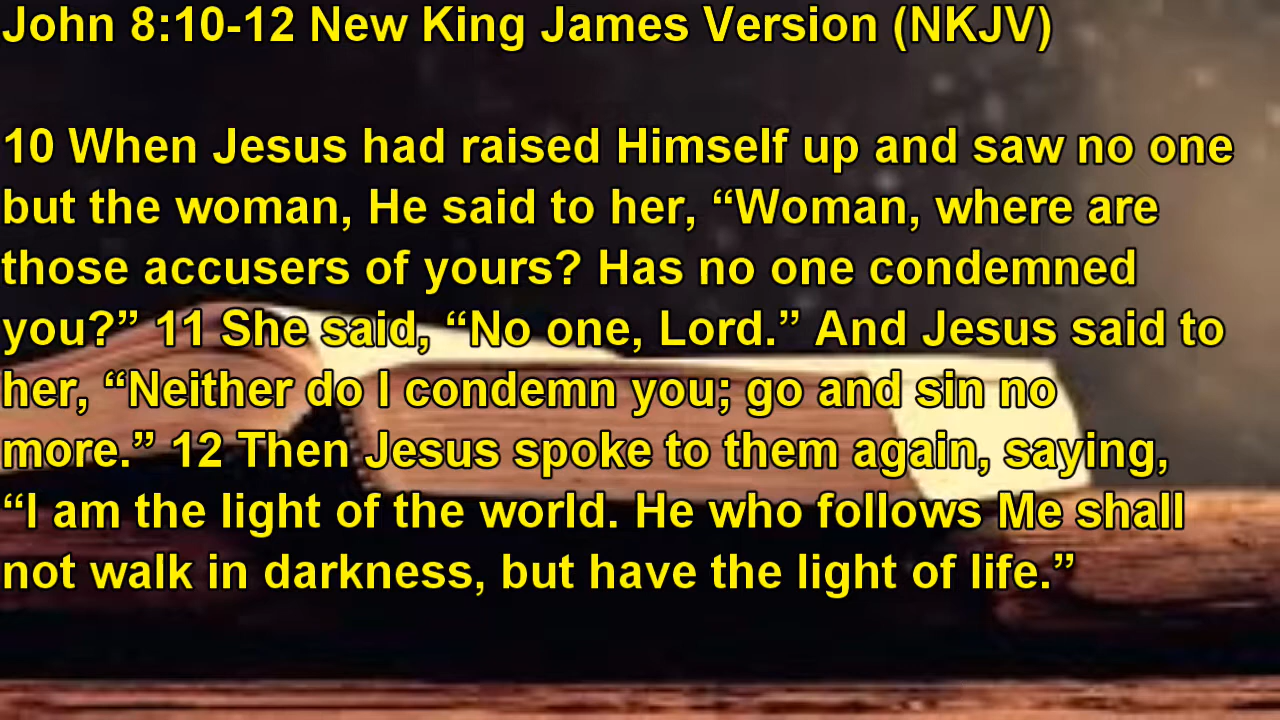 John 8:10-12 New King James Version (NKJV)
10 When Jesus had raised Himself up and saw no one
but the woman, He said to her, “Woman, where are
those accusers of yours? Has no one condemned
you?” 11 She said, “No one, Lord.” And Jesus said to
her, “Neither do I condemn you; go and sin no
more.” 12 Then Jesus spoke to them again, saying,
“I am the light of the world. He who follows Me shall
not walk in darkness, but have the light of life.”